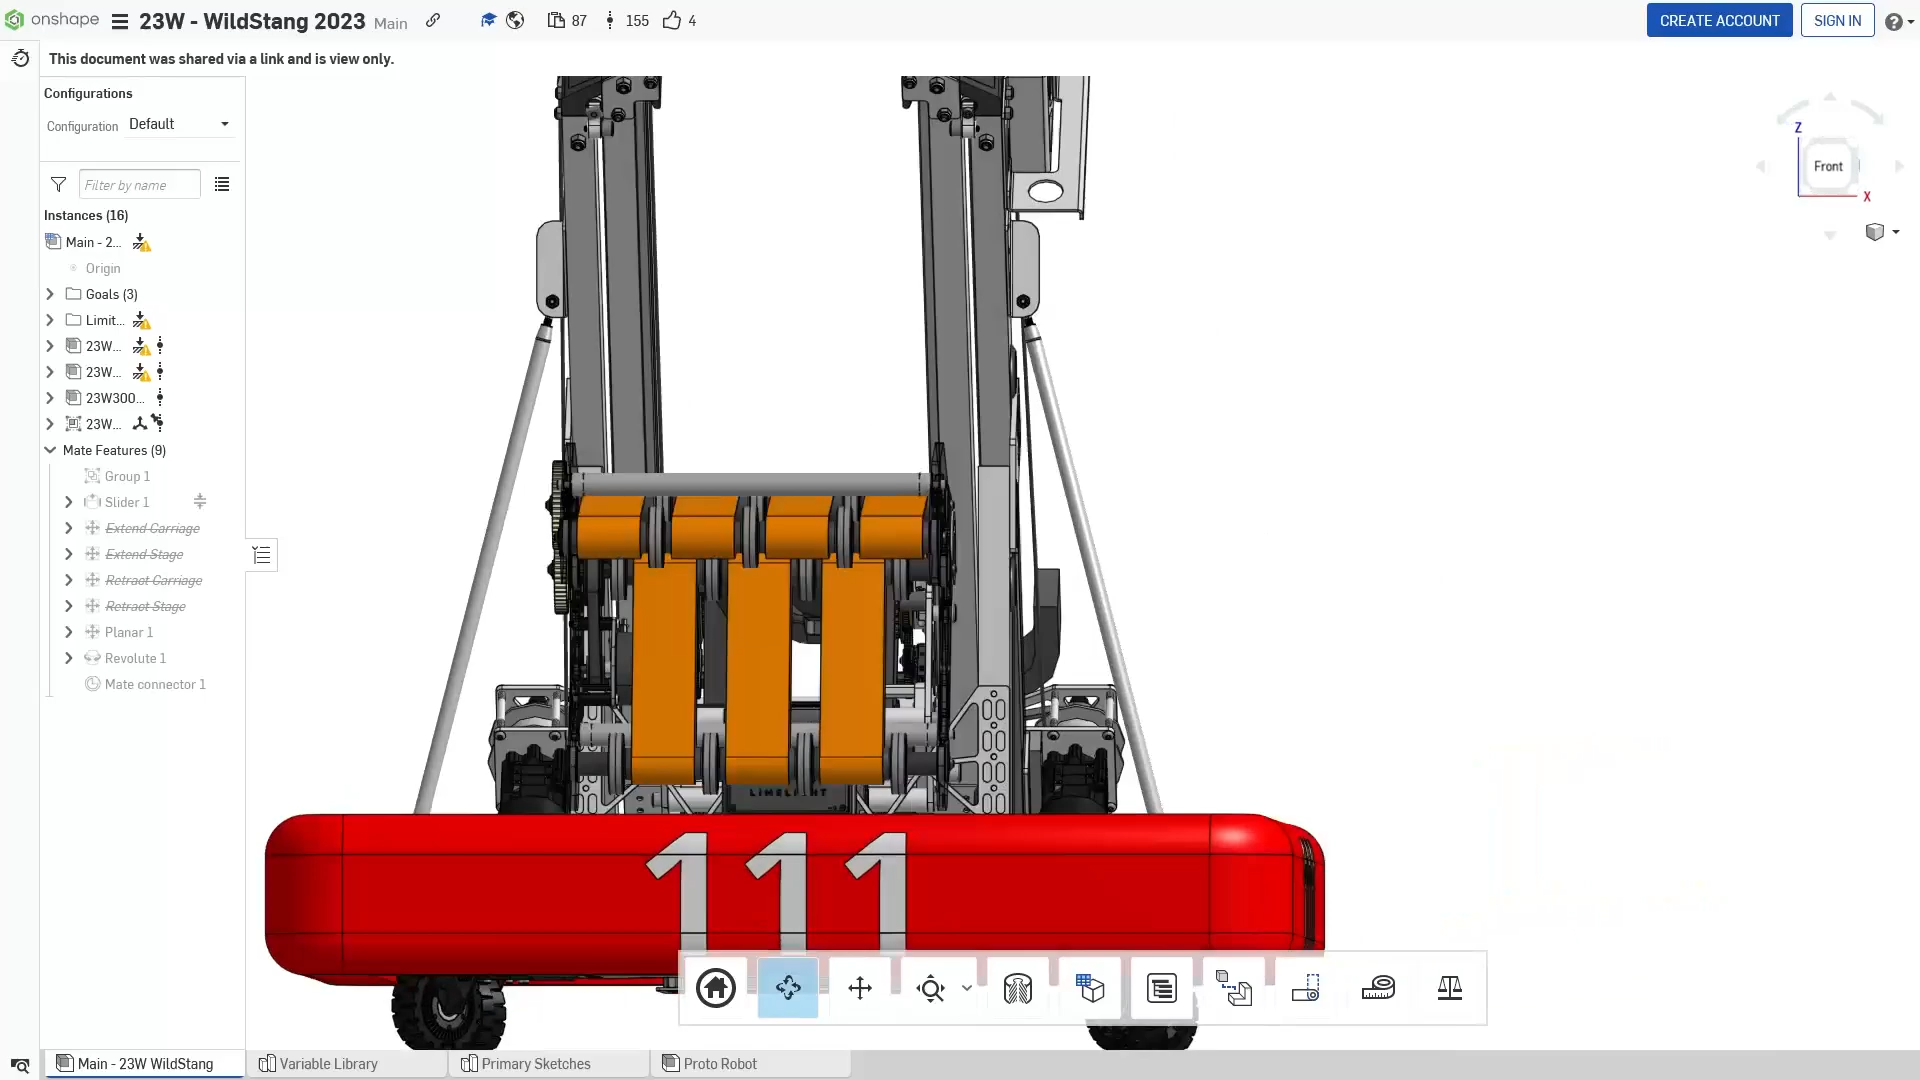 onshape 23W - WildStang 2023 Main 87 155 4 CREATE ACCOUNT SIGN IN
This document was shared via a link and is view only.
Configurations
Configuration Default
Filter by name
Instances (16)
Main - 2...
Origin
Goals (3)
Limit...
23W...
23W...
23W300...
23W...
Mate Features (9)
Group 1
Slider 1
Extend Carriage
Extend Stage
Retract Carriage
Retract Stage
Planar 1
Revolute 1
Mate connector 1
Z
Front
X
LIMELIGHT
111
Main - 23W WildStang Variable Library Primary Sketches Proto Robot